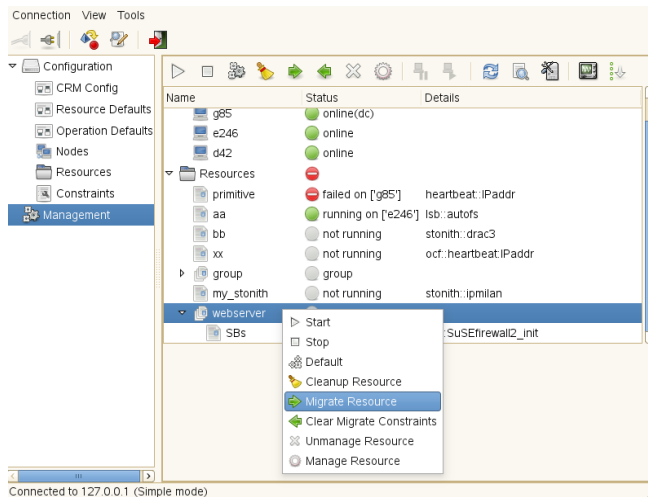 Connection View Tools
Configuration
CRM Config
Resource Defaults
Operation Defaults
Nodes
Resources
Constraints
Management
Name Status Details
g85 online(dc)
e246 online
d42 online
Resources
primitive failed on ['g85'] heartbeat::IPaddr
aa running on ['e246'] lsb::autofs
bb not running stonith::drac3
xx not running ocf::heartbeat:IPaddr
group group
my_stonith not running stonith::ipmilan
webserver
SBs :SuSEfirewall2_init
Start
Stop
Default
Cleanup Resource
Migrate Resource
Clear Migrate Constraints
Unmanage Resource
Manage Resource
Connected to 127.0.0.1 (Simple mode)